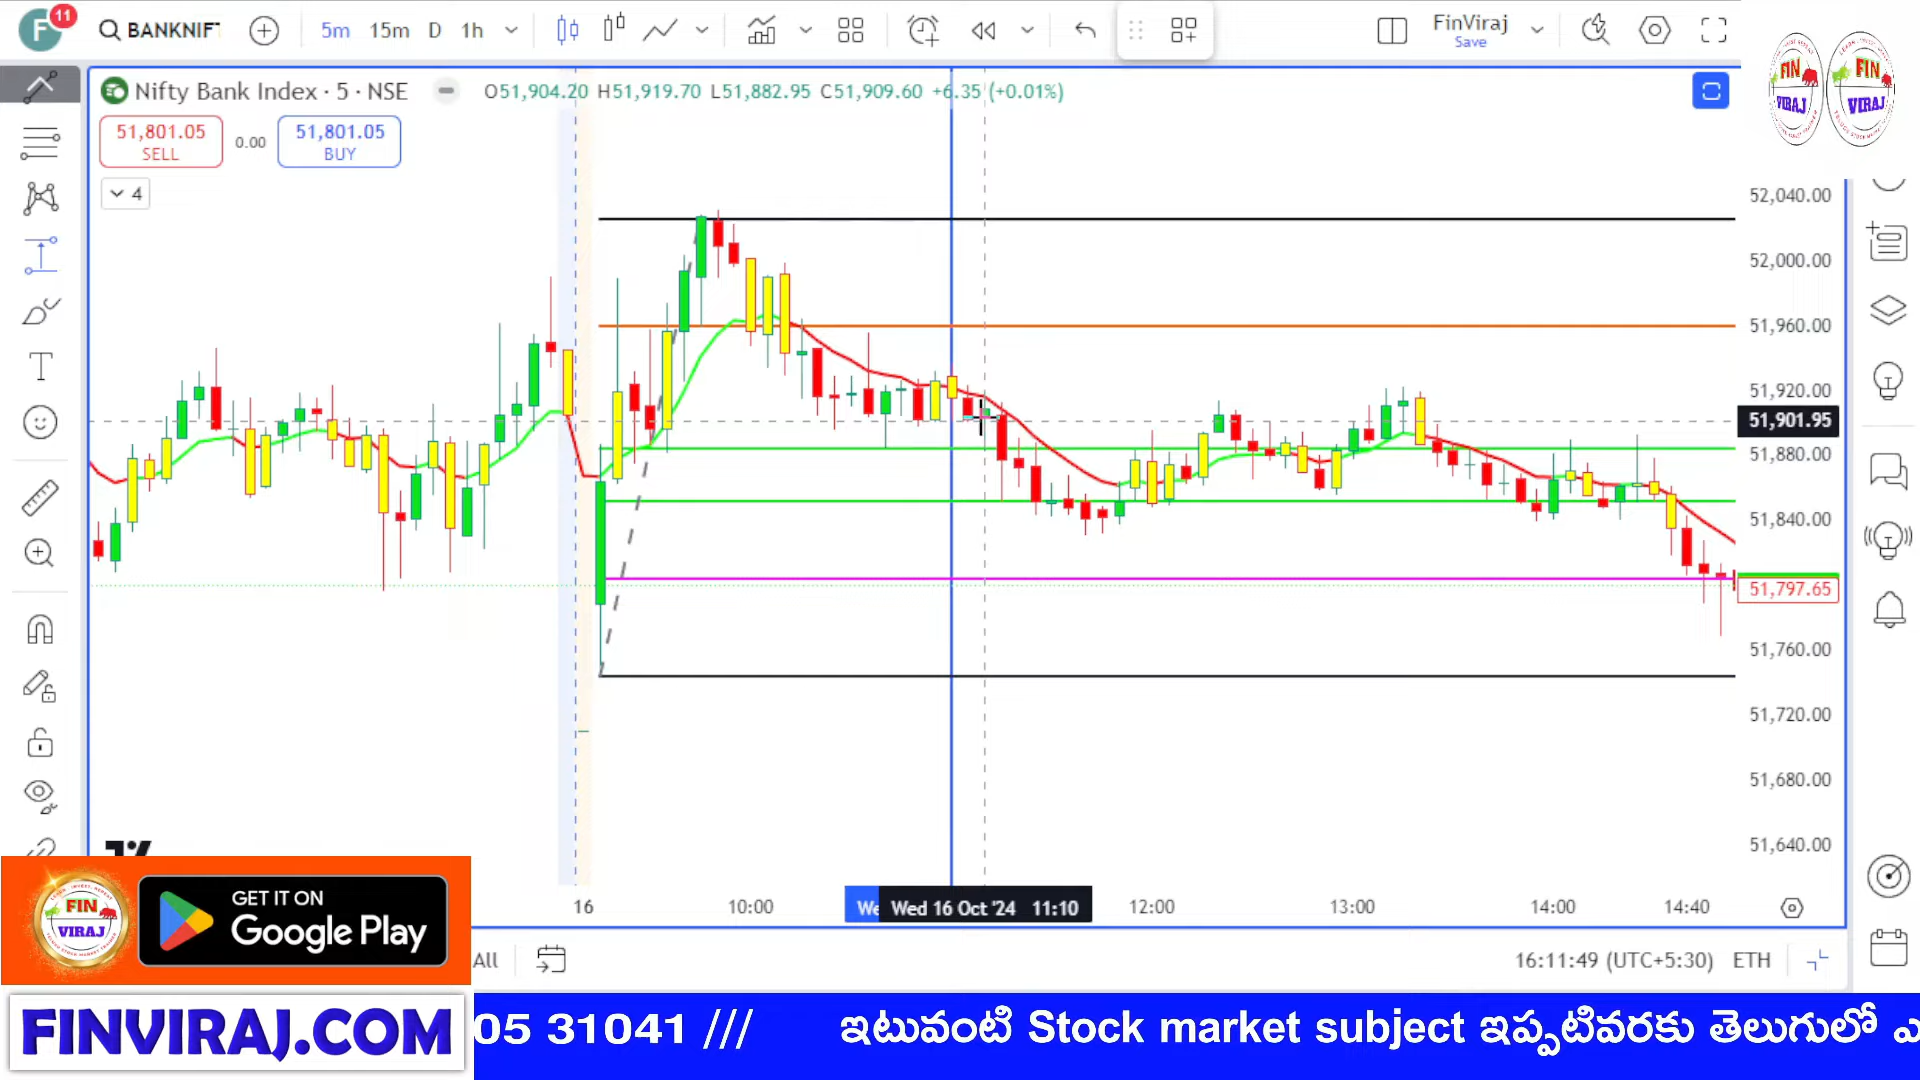 F 11 BANKNIFT 5m 15m D 1h FinViraj Save
Nifty Bank Index · 5 · NSE O51,904.20 H51,919.70 L51,882.95 C51,909.60 +6.35 (+0.01%)
51,801.05 SELL 0.00 51,801.05 BUY
4
FIN VIRAJ FIN VIRAJ
52,040.00
52,000.00
51,960.00
51,920.00
51,901.95
51,880.00
51,840.00
51,797.65
51,760.00
51,720.00
51,680.00
51,640.00
16 10:00 We Wed 16 Oct '24 11:10 12:00 13:00 14:00 14:40
All 16:11:49 (UTC+5:30) ETH
FIN VIRAJ
GET IT ON
Google Play
FINVIRAJ.COM
05 31041 /// ఇటువంటి Stock market subject ఇప్పటివరకు తెలుగులో ఎ